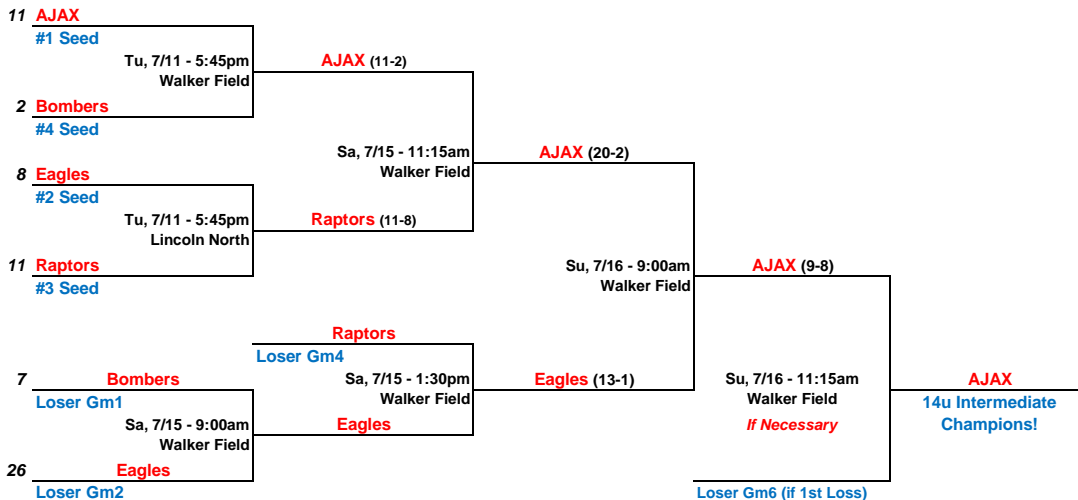 11 AJAX
#1 Seed
Tu, 7/11 - 5:45pm
Walker Field
AJAX (11-2)
2 Bombers
#4 Seed
Sa, 7/15 - 11:15am
Walker Field
AJAX (20-2)
8 Eagles
#2 Seed
Tu, 7/11 - 5:45pm
Lincoln North
Raptors (11-8)
11 Raptors
#3 Seed
Su, 7/16 - 9:00am
Walker Field
AJAX (9-8)
Raptors
Loser Gm4
7 Bombers
Loser Gm1
Sa, 7/15 - 1:30pm
Walker Field
Eagles (13-1)
Sa, 7/15 - 9:00am
Walker Field
Eagles
26 Eagles
Loser Gm2
Su, 7/16 - 11:15am
Walker Field
If Necessary
AJAX
14u Intermediate
Champions!
Loser Gm6 (if 1st Loss)